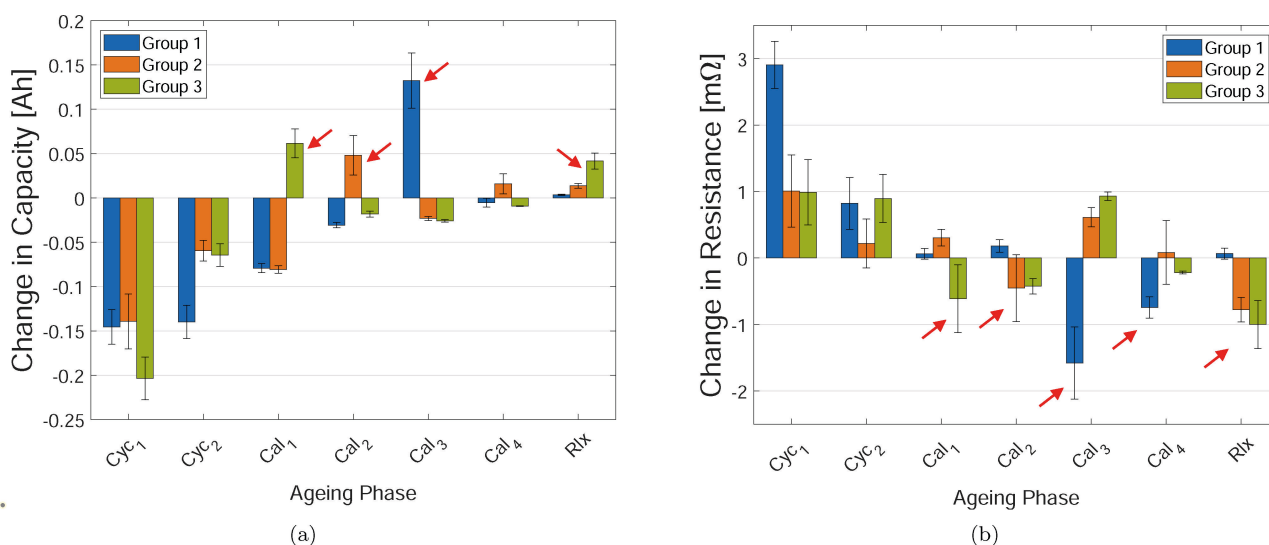 Change in Capacity [Ah]
0.2
0.15
0.1
0.05
0
-0.05
-0.1
-0.15
-0.2
-0.25
Group 1
Group 2
Group 3
Cyc1 Cyc2 Cal1 Cal2 Cal3 Cal4 Rlx
Ageing Phase
(a)
Change in Resistance [mΩ]
3
2
1
0
-1
-2
Group 1
Group 2
Group 3
Cyc1 Cyc2 Cal1 Cal2 Cal3 Cal4 Rlx
Ageing Phase
(b)